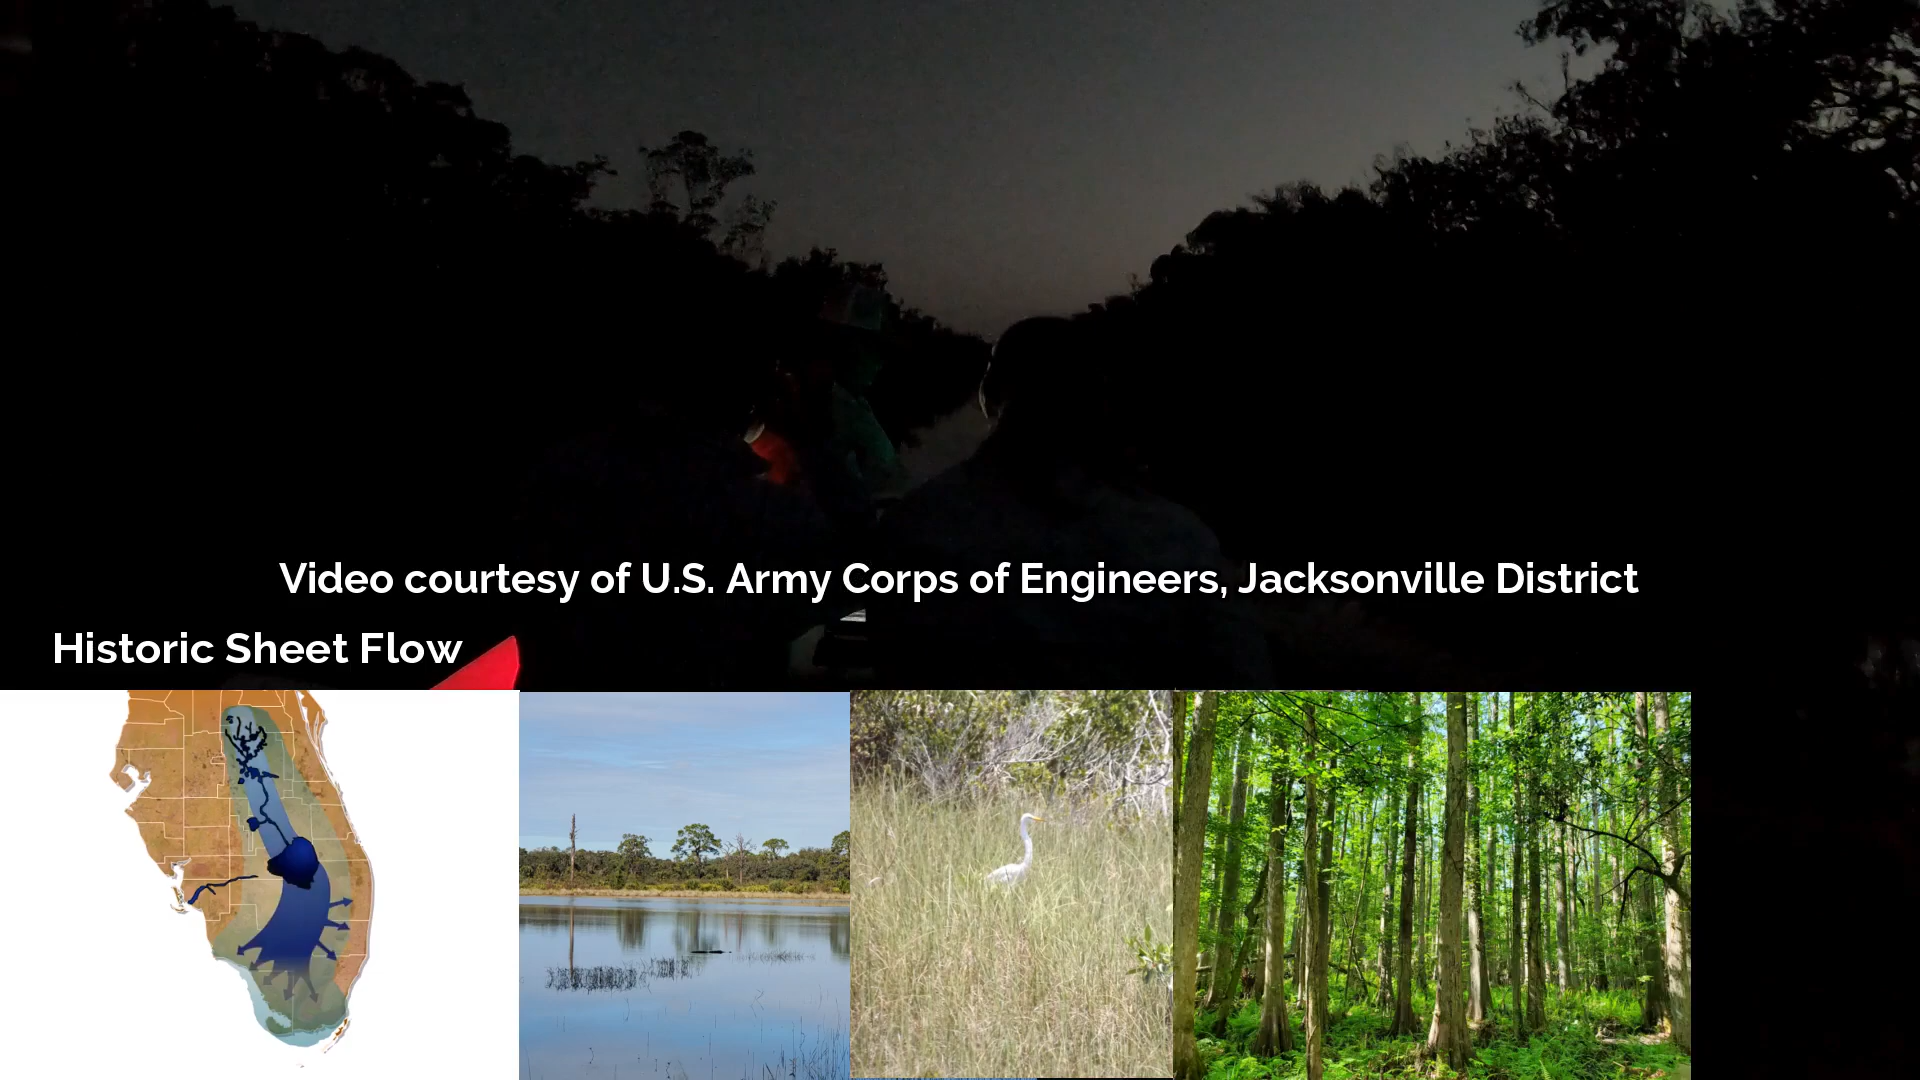 Video courtesy of U.S. Army Corps of Engineers, Jacksonville District
Historic Sheet Flow